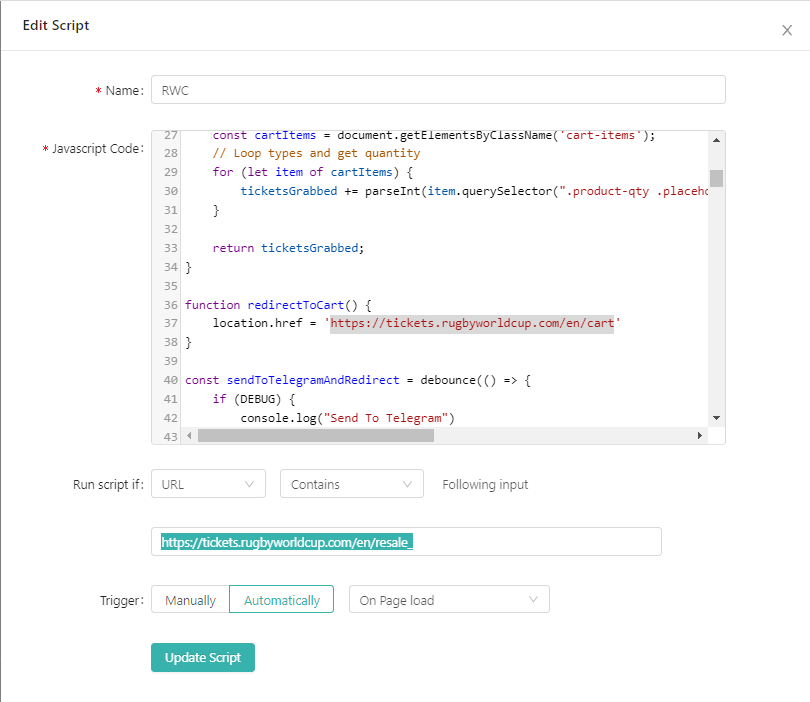 Edit Script
* Name:
RWC
* Javascript Code:
27 const cartItems = document.getElementsByClassName('cart-items');
28 // Loop types and get quantity
29 for (let item of cartItems) {
30 ticketsGrabbed += parseInt(item.querySelector(".product-qty .placeho
31 }
32
33 return ticketsGrabbed;
34 }
35
36 function redirectToCart() {
37 location.href = 'https://tickets.rugbyworldcup.com/en/cart'
38 }
39
40 const sendToTelegramAndRedirect = debounce(() => {
41 if (DEBUG) {
42 console.log("Send To Telegram")
43
Run script if: URL Contains Following input
https://tickets.rugbyworldcup.com/en/resale_
Trigger: Manually Automatically On Page load
Update Script